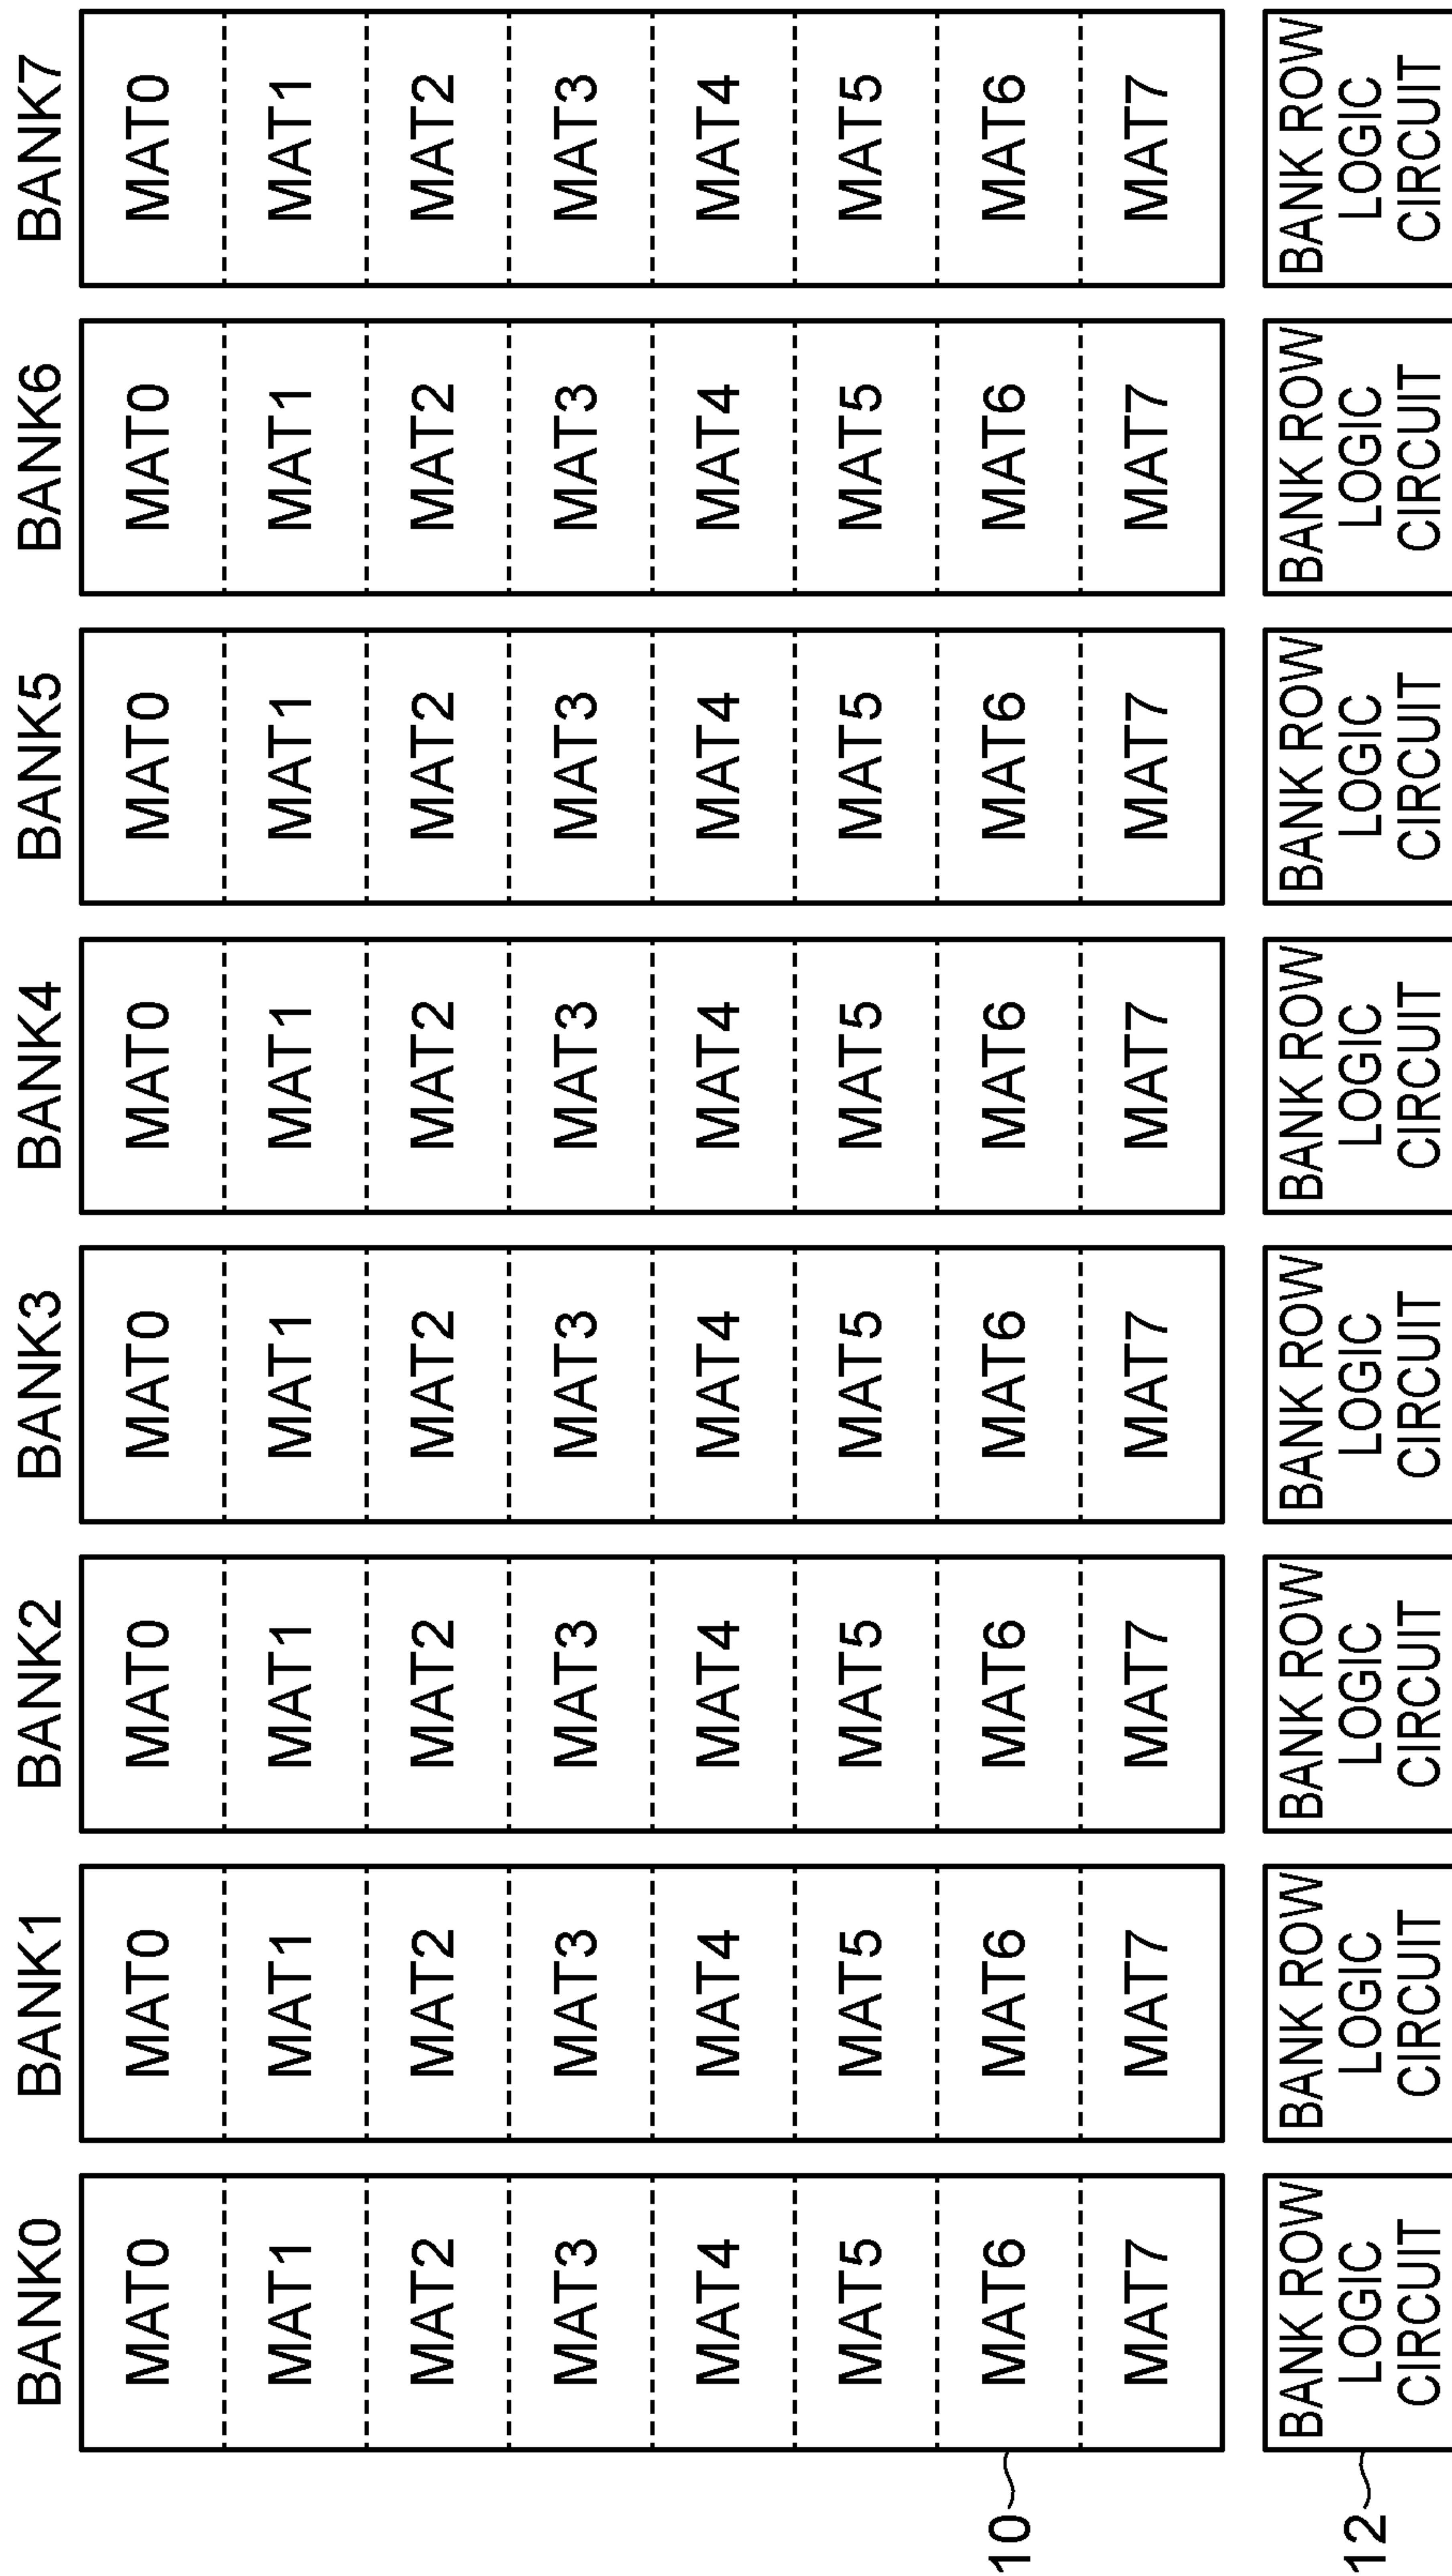 BANK0 BANK1 BANK2 BANK3 BANK4 BANK5 BANK6 BANK7
MAT0 MAT0 MAT0 MAT0 MAT0 MAT0 MAT0 MAT0
MAT1 MAT1 MAT1 MAT1 MAT1 MAT1 MAT1 MAT1
MAT2 MAT2 MAT2 MAT2 MAT2 MAT2 MAT2 MAT2
MAT3 MAT3 MAT3 MAT3 MAT3 MAT3 MAT3 MAT3
MAT4 MAT4 MAT4 MAT4 MAT4 MAT4 MAT4 MAT4
MAT5 MAT5 MAT5 MAT5 MAT5 MAT5 MAT5 MAT5
10 MAT6 MAT6 MAT6 MAT6 MAT6 MAT6 MAT6 MAT6
MAT7 MAT7 MAT7 MAT7 MAT7 MAT7 MAT7 MAT7
BANK ROW BANK ROW BANK ROW BANK ROW BANK ROW BANK ROW BANK ROW BANK ROW
12 LOGIC LOGIC LOGIC LOGIC LOGIC LOGIC LOGIC LOGIC
CIRCUIT CIRCUIT CIRCUIT CIRCUIT CIRCUIT CIRCUIT CIRCUIT CIRCUIT